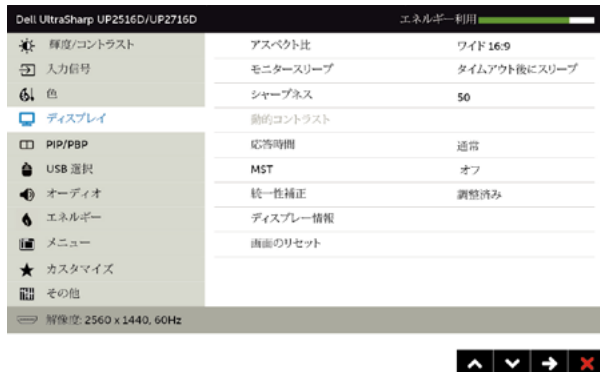 Dell UltraSharp UP2516D/UP2716D エネルギー利用
輝度/コントラスト アスペクト比 ワイド 16:9
入力信号 モニタースリープ タイムアウト後にスリープ
色 シャープネス 50
ディスプレイ 動的コントラスト
PIP/PBP 応答時間 通常
USB 選択 MST オフ
オーディオ 統一性補正 調整済み
エネルギー ディスプレー情報
メニュー 画面のリセット
カスタマイズ
その他
解像度: 2560 x 1440, 60Hz